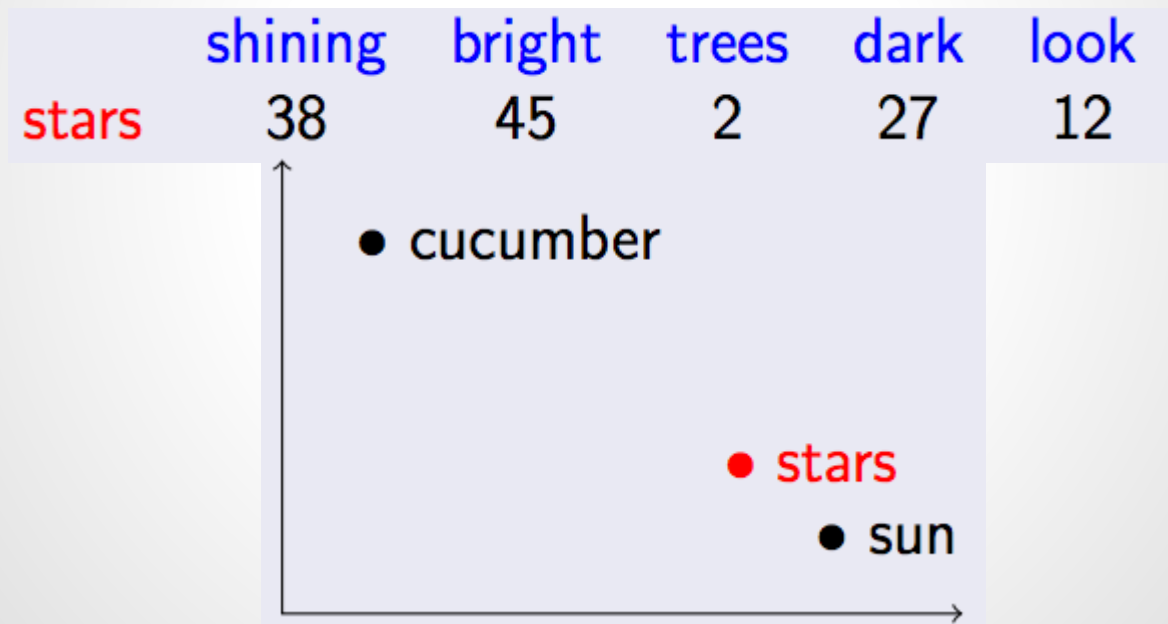 shining bright trees dark look
stars 38 45 2 27 12
cucumber
stars
sun